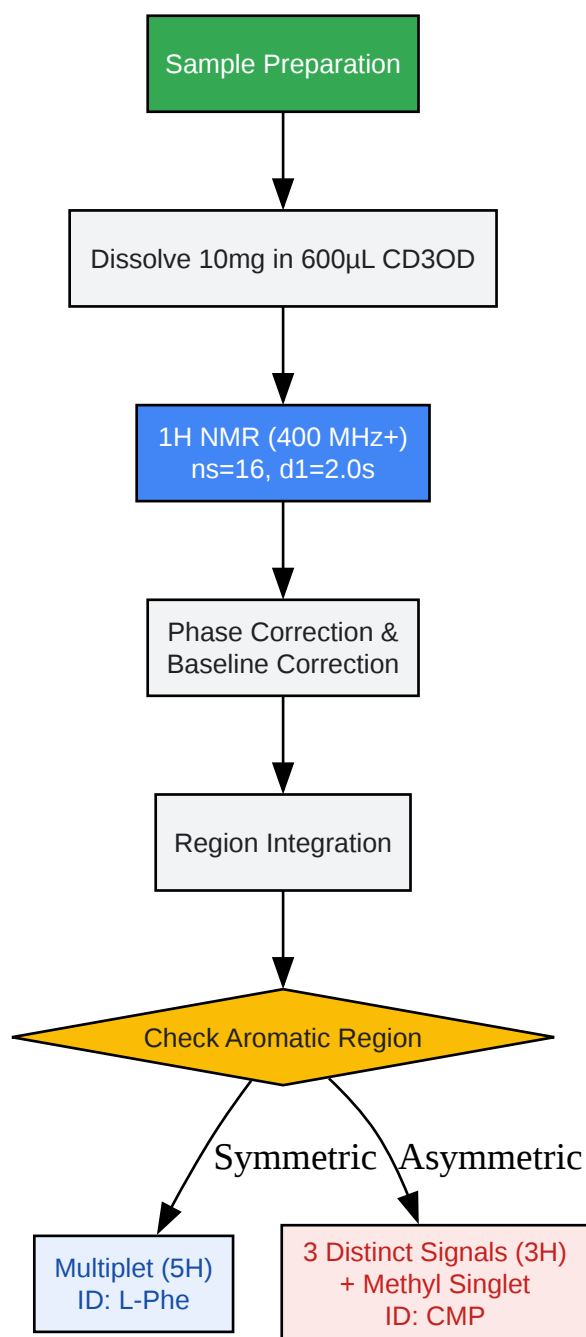 Sample Preparation
Dissolve 10mg in 600µL CD3OD
1H NMR (400 MHz+)
ns=16, d1=2.0s
Phase Correction &
Baseline Correction
Region Integration
Check Aromatic Region
Symmetric
Asymmetric
Multiplet (5H)
ID: L-Phe
3 Distinct Signals (3H)
+ Methyl Singlet
ID: CMP